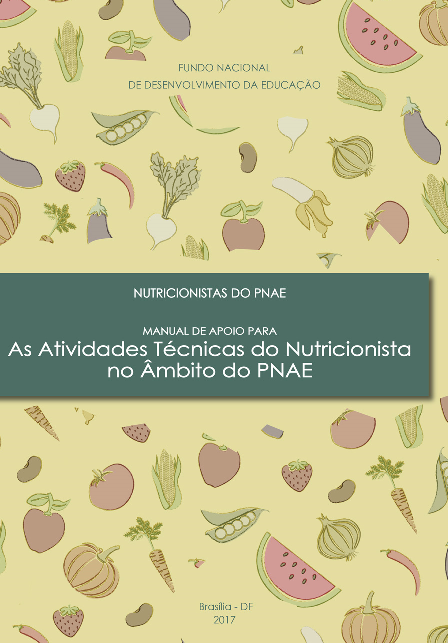 FUNDO NACIONAL
DE DESENVOLVIMENTO DA EDUCAÇÃO
NUTRICIONISTAS DO PNAE
MANUAL DE APOIO PARA
As Atividades Técnicas do Nutricionista
no Âmbito do PNAE
Brasília - DF
2017